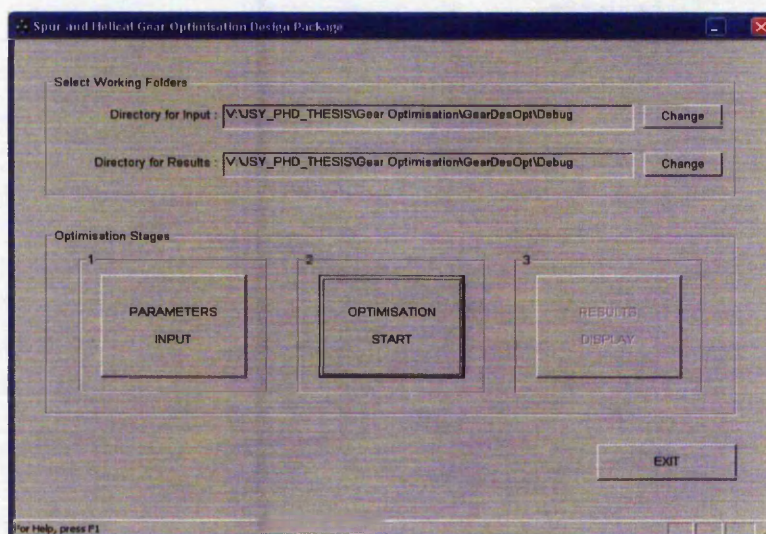 Spur and Helical Gear Optimisation Design Package
Select Working Folders
Directory for Input : V:\JSY_PHD_THESIS\Gear Optimisation\GearDesOpt\Debug Change
Directory for Results : V:\JSY_PHD_THESIS\Gear Optimisation\GearDesOpt\Debug Change
Optimisation Stages
1 2 3
PARAMETERS OPTIMISATION RESULTS
INPUT START DISPLAY
EXIT
For Help, press F1